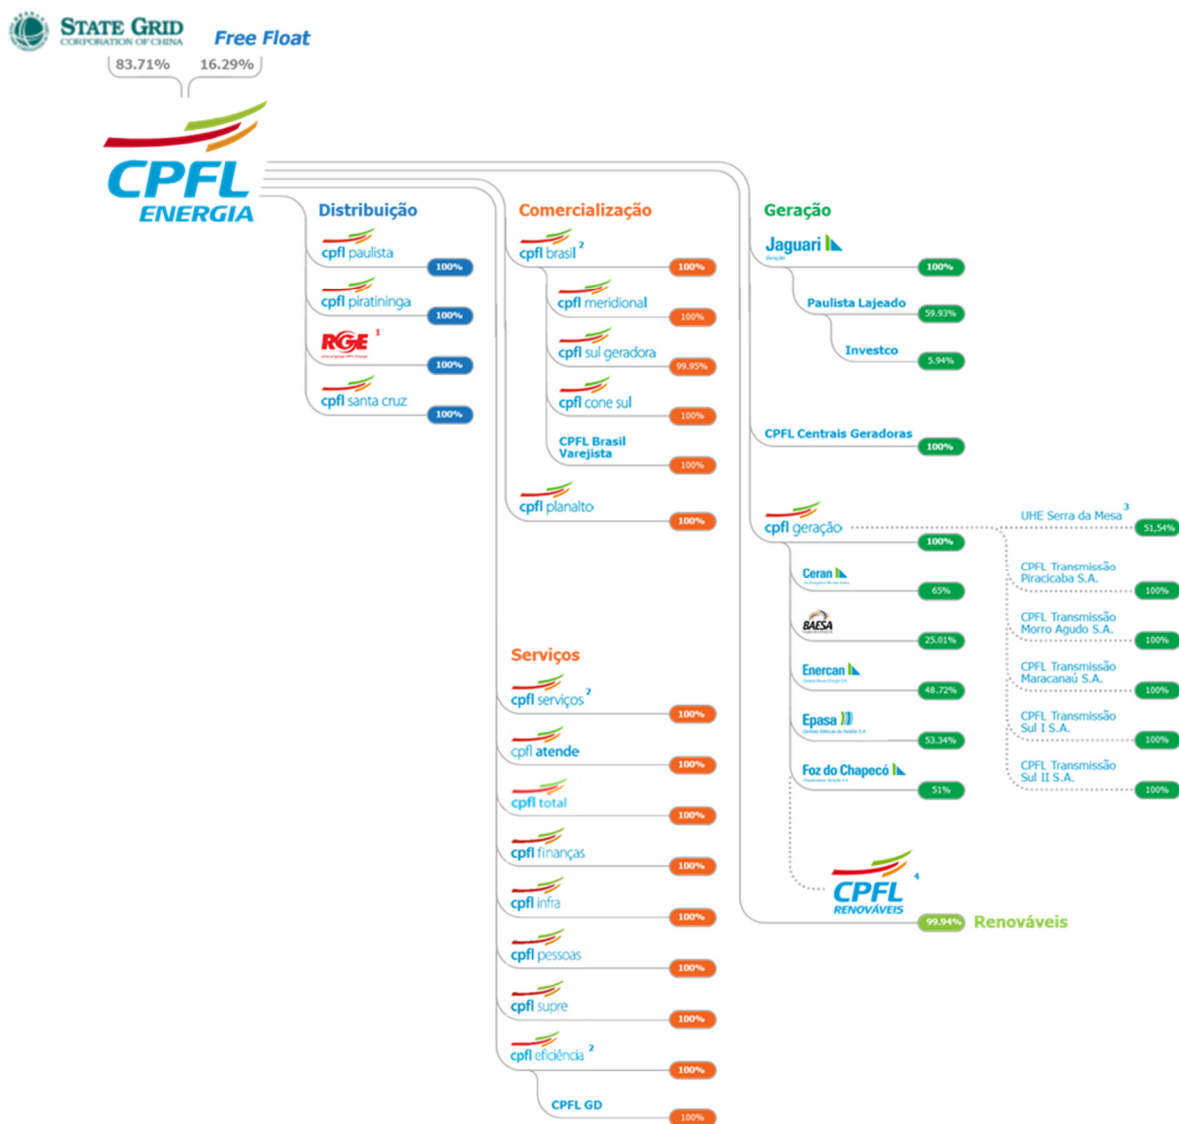 STATE GRID
CORPORATION OF CHINA
Free Float
83.71%
16.29%
CPFL
ENERGIA
Distribuição
cpfl paulista
100%
cpfl piratininga
100%
RGE 1
Uma empresa CPFL Energia
100%
cpfl santa cruz
100%
Comercialização
cpfl brasil 2
100%
cpfl meridional
100%
cpfl sul geradora
99.95%
cpfl cone sul
100%
CPFL Brasil
Varejista
100%
cpfl planalto
100%
Serviços
cpfl serviços 2
100%
cpfl atende
100%
cpfl total
100%
cpfl finanças
100%
cpfl infra
100%
cpfl pessoas
100%
cpfl supre
100%
cpfl eficiência 2
100%
CPFL GD
100%
Geração
Jaguari
Geração
100%
Paulista Lajeado
59.93%
Investco
5.94%
CPFL Centrais Geradoras
100%
cpfl geração
100%
Ceran
65%
BAESA
25.01%
Enercan
48.72%
Epasa
53.34%
Foz do Chapecó
51%
UHE Serra da Mesa 3
51,54%
CPFL Transmissão
Piracicaba S.A.
100%
CPFL Transmissão
Morro Agudo S.A.
100%
CPFL Transmissão
Maracanaú S.A.
100%
CPFL Transmissão
Sul I S.A.
100%
CPFL Transmissão
Sul II S.A.
100%
CPFL 4
RENOVÁVEIS
99.94%
Renováveis